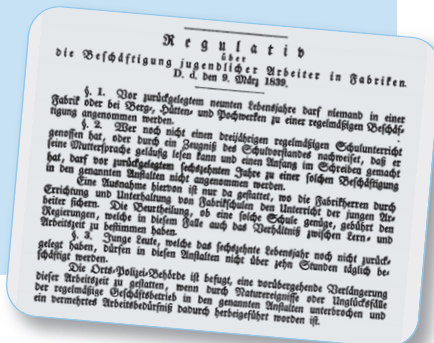 Regulativ
über
die Beschäftigung jugendlicher Arbeiter in Fabriken.
D. d. den 9. März 1839.
§. 1. Vor zurückgelegtem neunten Lebensjahre darf niemand in einer
Fabrik oder bei Berg-, Hütten- und Pochwerken zu einer regelmäßigen Beschäf-
tigung angenommen werden.
§. 2. Wer noch nicht einen dreijährigen regelmäßigen Schulunterricht
genossen hat, oder durch ein Zeugniß des Schulvorstandes nachweiset, daß er
seine Muttersprache geläufig lesen kann und einen Anfang im Schreiben gemacht
hat, darf vor zurückgelegtem sechszehnten Jahre zu einer solchen Beschäftigung
in den genannten Anstalten nicht angenommen werden.
Eine Ausnahme hiervon ist nur da gestattet, wo die Fabrikherren durch
Errichtung und Unterhaltung von Fabrikschulen den Unterricht der jungen Ar-
beiter sichern. Die Beurtheilung, ob eine solche Schule genüge, gebührt den
Regierungen, welche in diesem Falle auch das Verhältniß zwischen Lern- und
Arbeitszeit zu bestimmen haben.
§. 3. Junge Leute, welche das sechszehnte Lebensjahr noch nicht zurück-
gelegt haben, dürfen in diesen Anstalten nicht über zehn Stunden täglich be-
schäftigt werden.
Die Orts-Polizei-Behörde ist befugt, eine vorübergehende Verlängerung
dieser Arbeitszeit zu gestatten, wenn durch Naturereignisse oder Unglücksfälle
der regelmäßige Geschäftsbetrieb in den genannten Anstalten unterbrochen und
ein vermehrtes Arbeitsbedürfniß dadurch herbeigeführt worden ist.